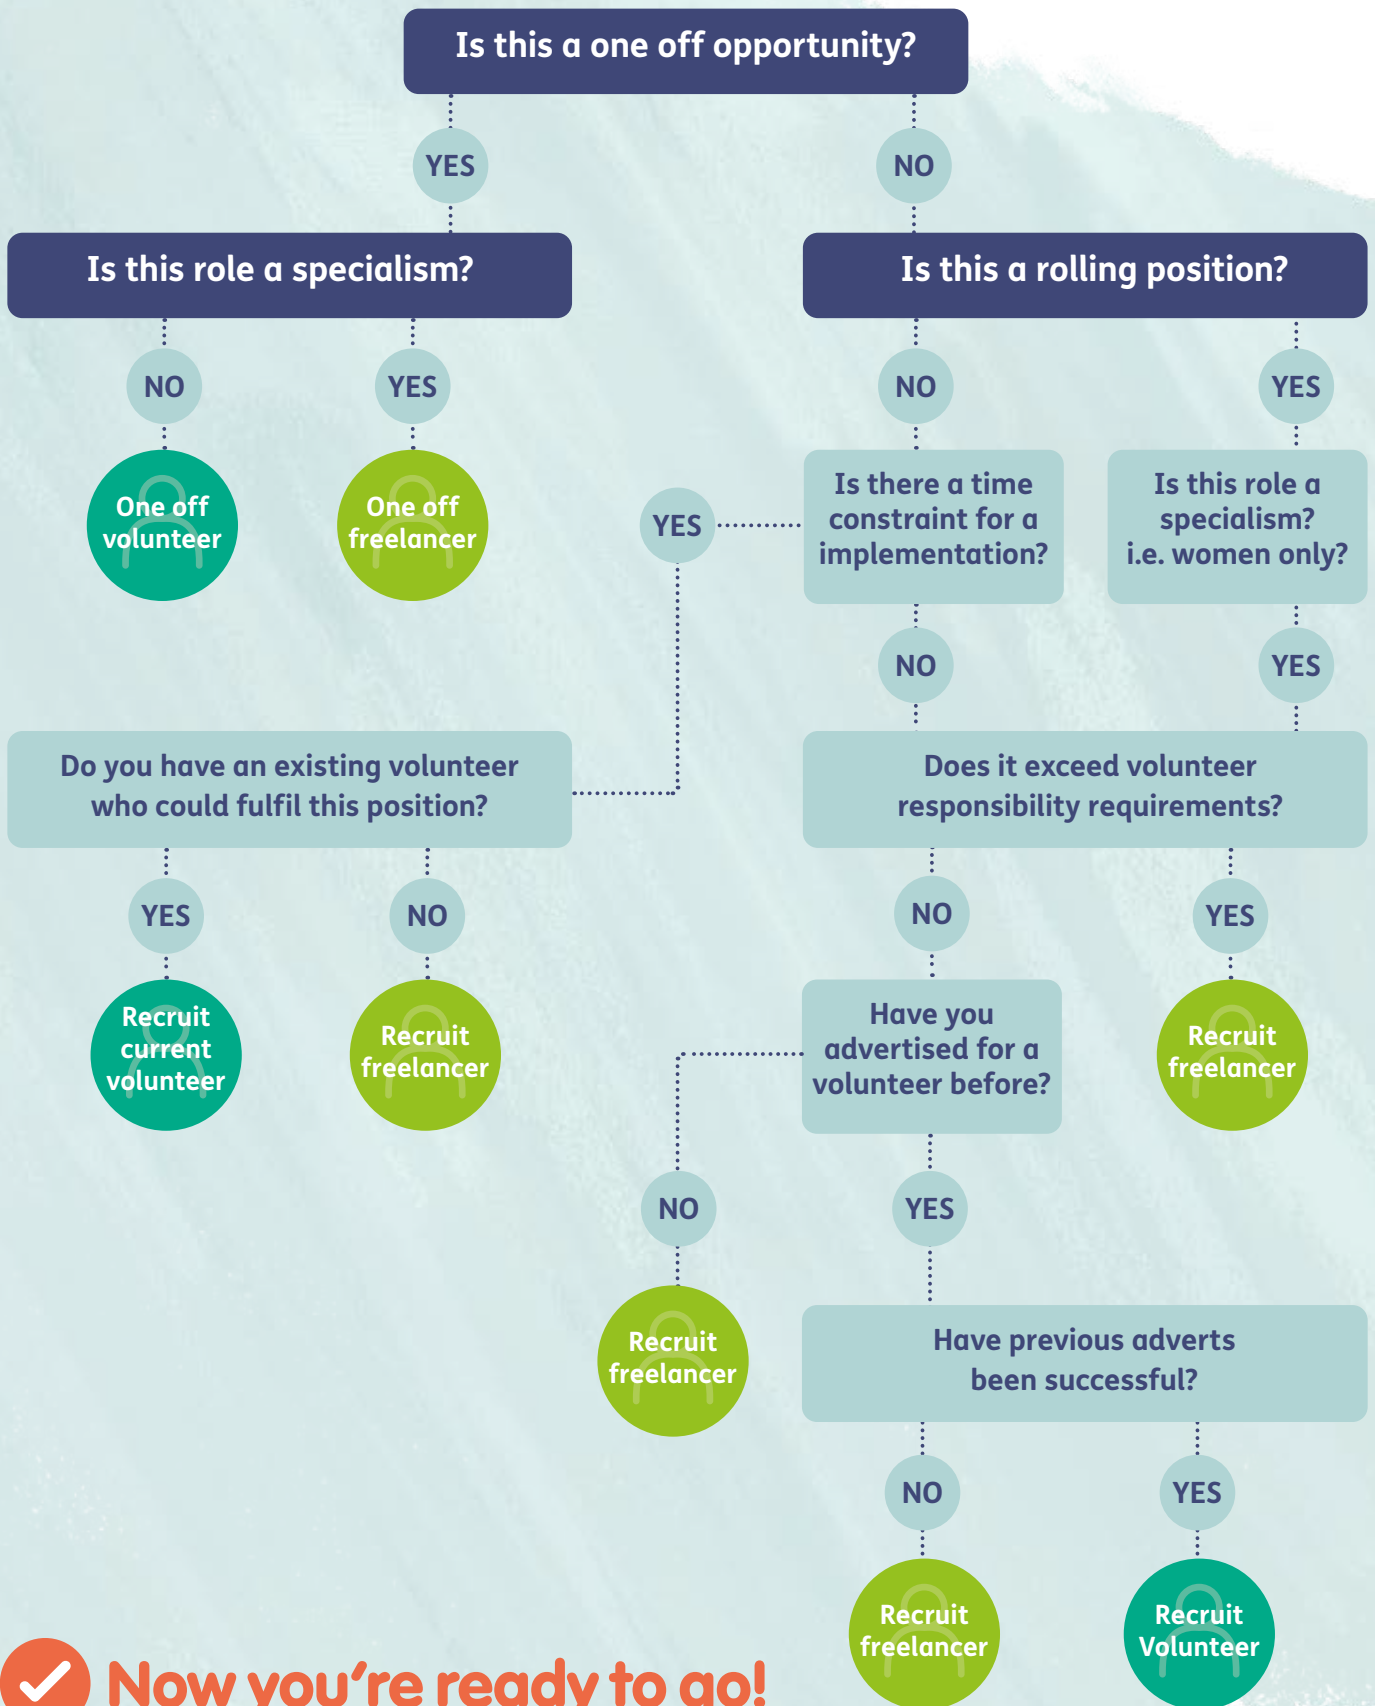 Is this a one off opportunity?
YES
NO
Is this role a specialism?
Is this a rolling position?
NO
YES
NO
YES
One off
volunteer
One off
freelancer
YES
Is there a time
constraint for a
implementation?
Is this role a
specialism?
i.e. women only?
NO
YES
Do you have an existing volunteer
who could fulfil this position?
Does it exceed volunteer
responsibility requirements?
YES
NO
NO
YES
Recruit
current
volunteer
Recruit
freelancer
Have you
advertised for a
volunteer before?
Recruit
freelancer
NO
YES
Recruit
freelancer
Have previous adverts
been successful?
NO
YES
Recruit
freelancer
Recruit
Volunteer
Now you're ready to go!